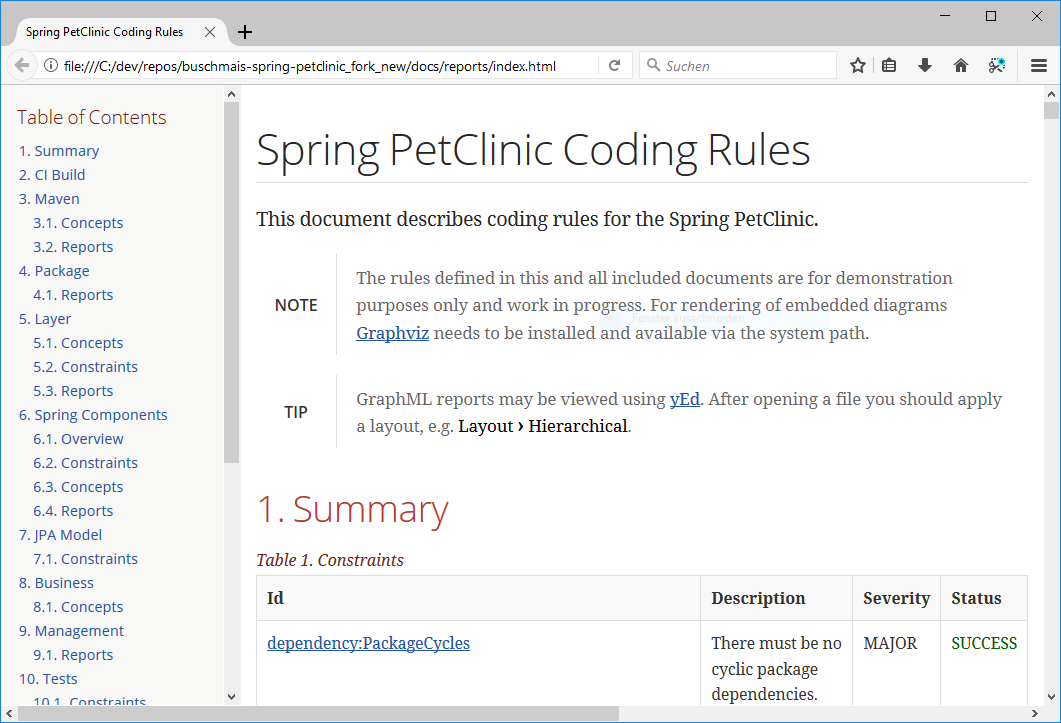 Spring PetClinic Coding Rules
file:///C:/dev/repos/buschmais-spring-petclinic_fork_new/docs/reports/index.html
Suchen
Table of Contents
1. Summary
2. CI Build
3. Maven
3.1. Concepts
3.2. Reports
4. Package
4.1. Reports
5. Layer
5.1. Concepts
5.2. Constraints
5.3. Reports
6. Spring Components
6.1. Overview
6.2. Constraints
6.3. Concepts
6.4. Reports
7. JPA Model
7.1. Constraints
8. Business
8.1. Concepts
9. Management
9.1. Reports
10. Tests
10.1. Constraints
Spring PetClinic Coding Rules
This document describes coding rules for the Spring PetClinic.
NOTE
The rules defined in this and all included documents are for demonstration
purposes only and work in progress. For rendering of embedded diagrams
Fenster ausschneiden
Graphviz needs to be installed and available via the system path.
TIP
GraphML reports may be viewed using yEd. After opening a file you should apply
a layout, e.g. Layout › Hierarchical.
1. Summary
Table 1. Constraints
Id Description Severity Status
dependency:PackageCycles There must be no MAJOR SUCCESS
cyclic package
dependencies.